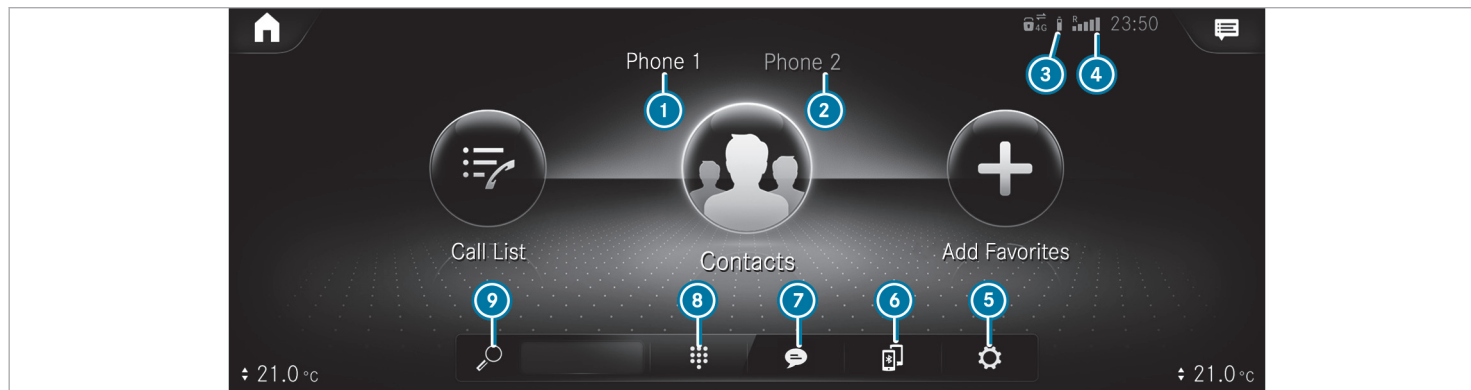 4G R 23:50
Phone 1 Phone 2
3 4
1 2
Call List Contacts Add Favorites
9 8 7 6 5
21.0 °C 21.0 °C